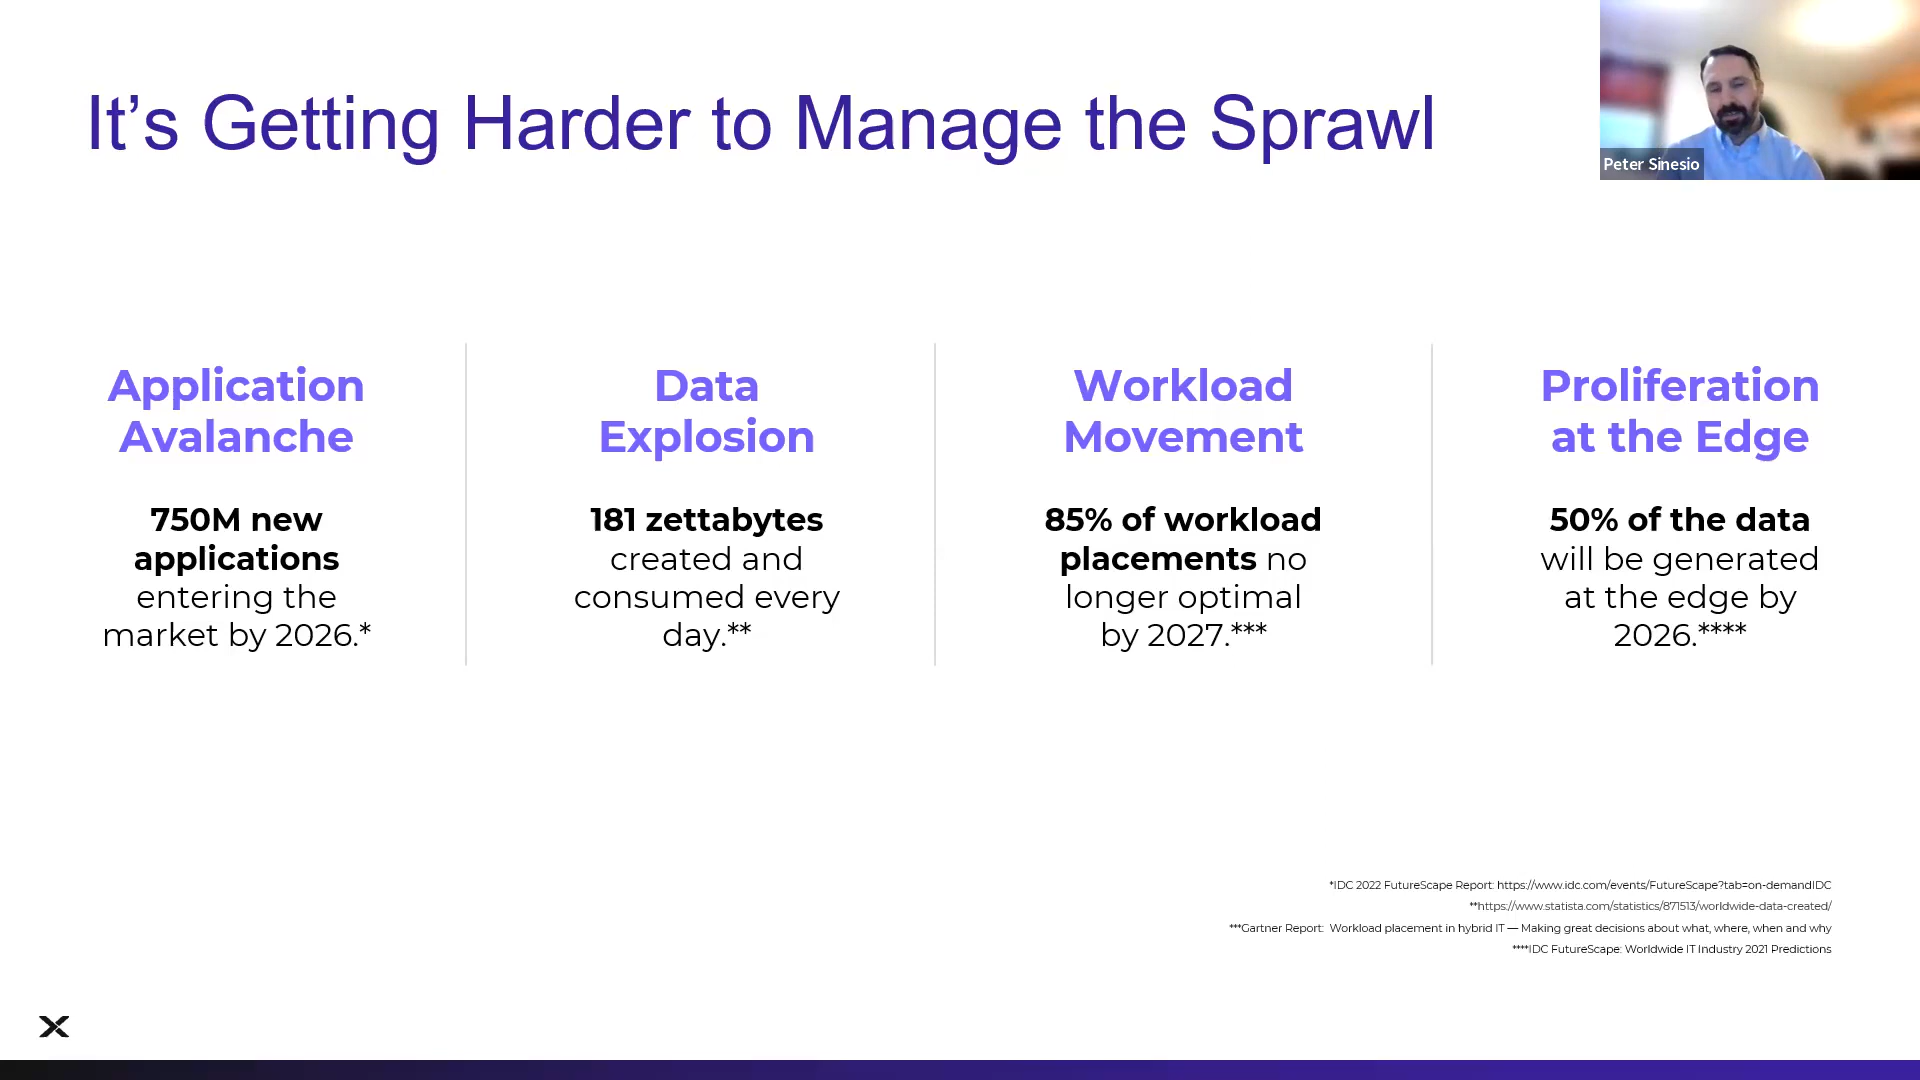 It’s Getting Harder to Manage the Sprawl
Peter Sinesio
Application
Avalanche
750M new
applications
entering the
market by 2026.*
Data
Explosion
181 zettabytes
created and
consumed every
day.**
Workload
Movement
85% of workload
placements no
longer optimal
by 2027.***
Proliferation
at the Edge
50% of the data
will be generated
at the edge by
2026.****
*IDC 2022 FutureScape Report: https://www.idc.com/events/FutureScape?tab=on-demandIDC
**https://www.statista.com/statistics/871513/worldwide-data-created/
***Gartner Report:  Workload placement in hybrid IT — Making great decisions about what, where, when and why
****IDC FutureScape: Worldwide IT Industry 2021 Predictions